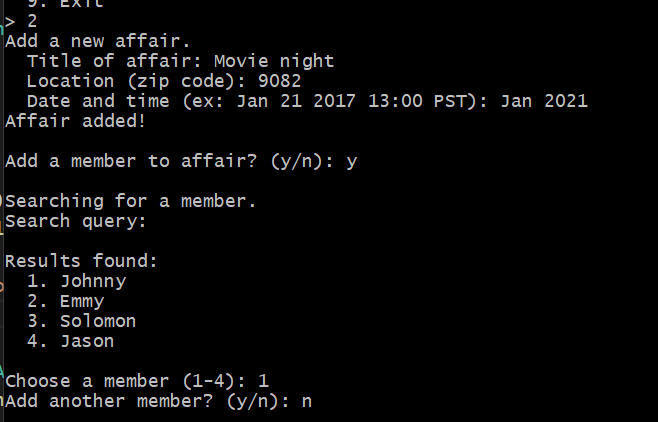 9. Exit
> 2
Add a new affair.
  Title of affair: Movie night
  Location (zip code): 9082
  Date and time (ex: Jan 21 2017 13:00 PST): Jan 2021
Affair added!

Add a member to affair? (y/n): y

Searching for a member.
Search query:

Results found:
  1. Johnny
  2. Emmy
  3. Solomon
  4. Jason

Choose a member (1-4): 1
Add another member? (y/n): n